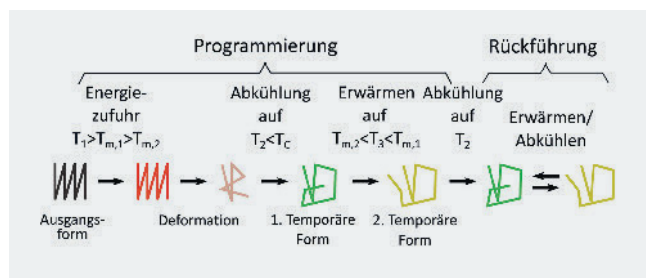 Programmierung
Rückführung
Energie-
zufuhr
T₁>Tₘ,₁>Tₘ,₂
Abkühlung
auf
T₂<T_C
Erwärmen
auf
Tₘ,₂<T₃<Tₘ,₁
Abkühlung
auf
T₂
Erwärmen/
Abkühlen
Ausgangs-
form
Deformation
1. Temporäre
Form
2. Temporäre
Form